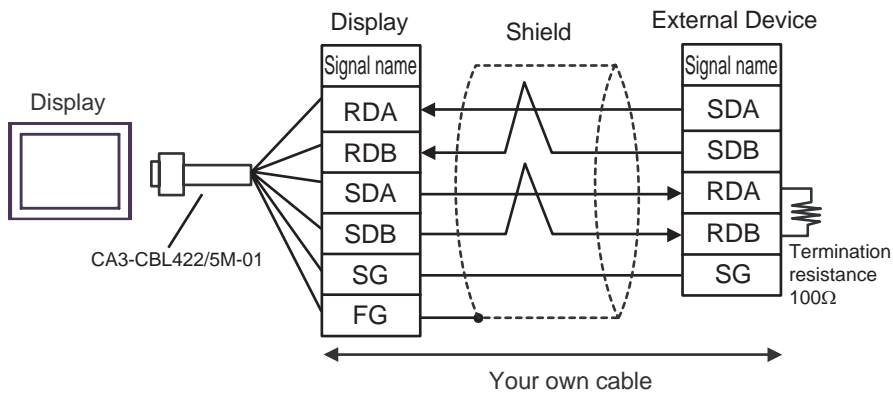 Display
Shield
External Device
Signal name
Signal name
Display
RDA
SDA
RDB
SDB
SDA
RDA
SDB
RDB
SG
SG
FG
CA3-CBL422/5M-01
Termination
resistance
100Ω
Your own cable